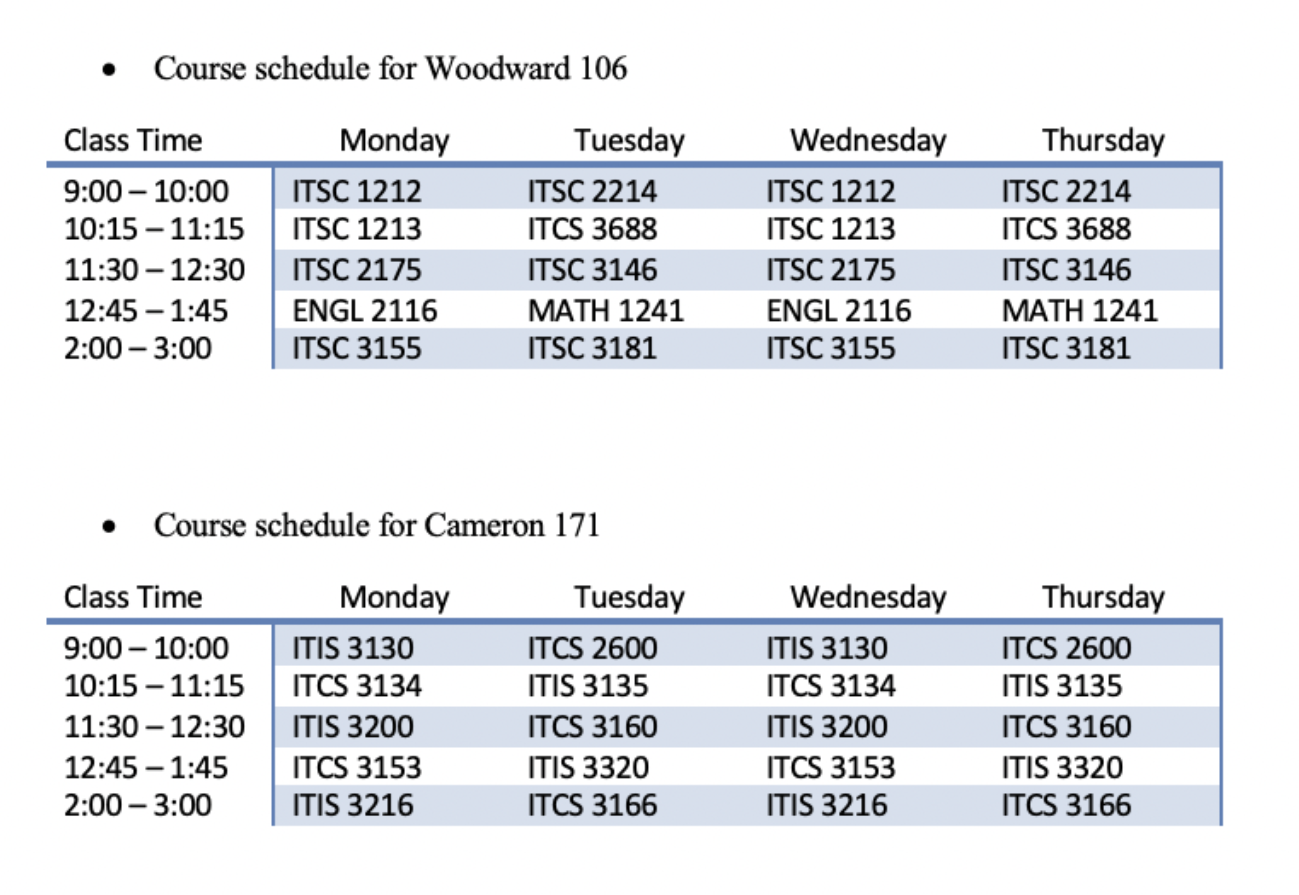 • Course schedule for Woodward 106
Class Time Monday Tuesday Wednesday Thursday
9:00 – 10:00 ITSC 1212 ITSC 2214 ITSC 1212 ITSC 2214
10:15 – 11:15 ITSC 1213 ITCS 3688 ITSC 1213 ITCS 3688
11:30 – 12:30 ITSC 2175 ITSC 3146 ITSC 2175 ITSC 3146
12:45 – 1:45 ENGL 2116 MATH 1241 ENGL 2116 MATH 1241
2:00 – 3:00 ITSC 3155 ITSC 3181 ITSC 3155 ITSC 3181
• Course schedule for Cameron 171
Class Time Monday Tuesday Wednesday Thursday
9:00 – 10:00 ITIS 3130 ITCS 2600 ITIS 3130 ITCS 2600
10:15 – 11:15 ITCS 3134 ITIS 3135 ITCS 3134 ITIS 3135
11:30 – 12:30 ITIS 3200 ITCS 3160 ITIS 3200 ITCS 3160
12:45 – 1:45 ITCS 3153 ITIS 3320 ITCS 3153 ITIS 3320
2:00 – 3:00 ITIS 3216 ITCS 3166 ITIS 3216 ITCS 3166